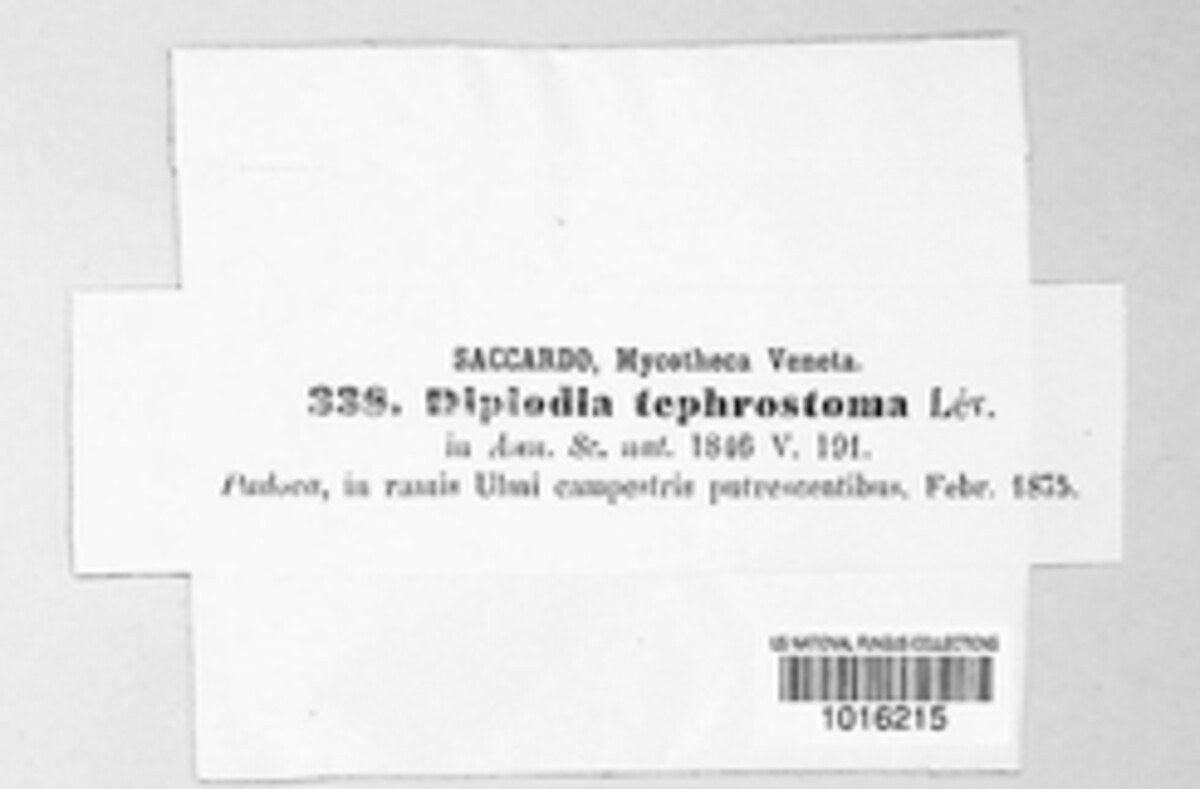 SACCARDO, Mycotheca Veneta.
338. Diplodia tephrostoma Lév.
in Ann. Sc. nat. 1846 V. 191.
Padova, in ramis Ulmi campestris putrescentibus. Febr. 1875.
US NATIONAL FUNGUS COLLECTIONS
1016215